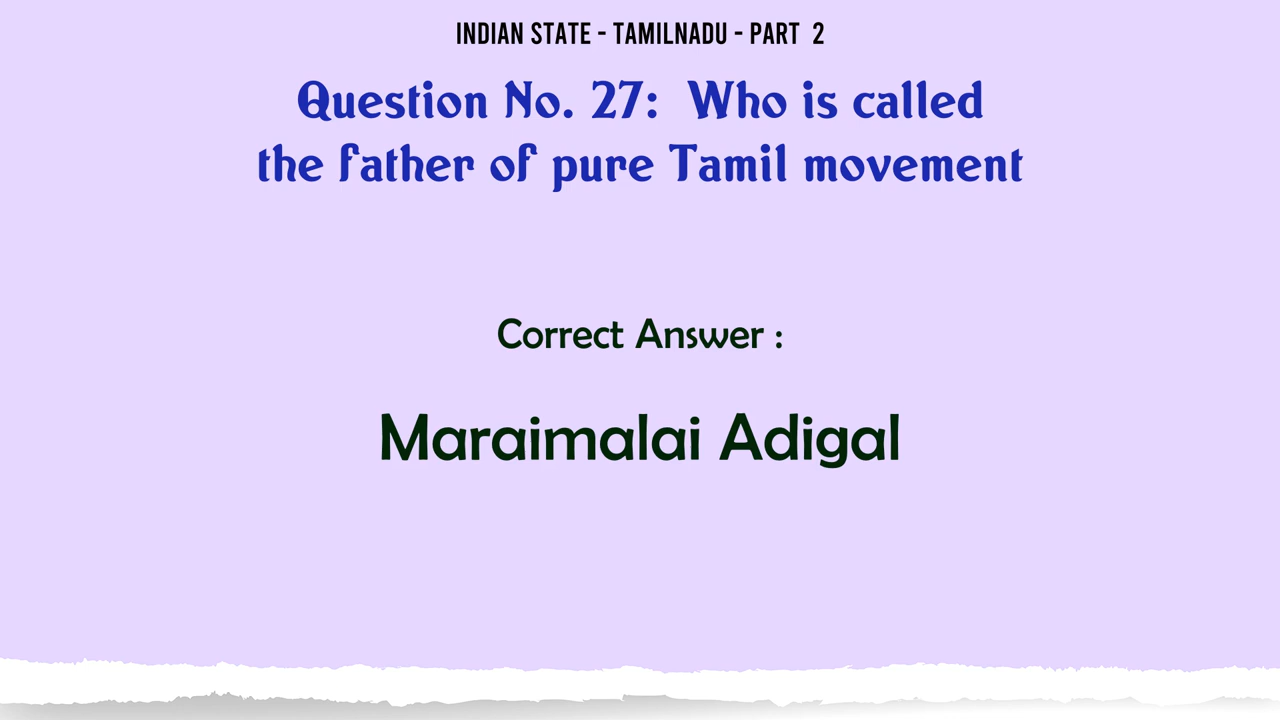 INDIAN STATE - TAMILNADU - PART 2
Question No. 27: Who is called
the father of pure Tamil movement
Correct Answer :
Maraimalai Adigal